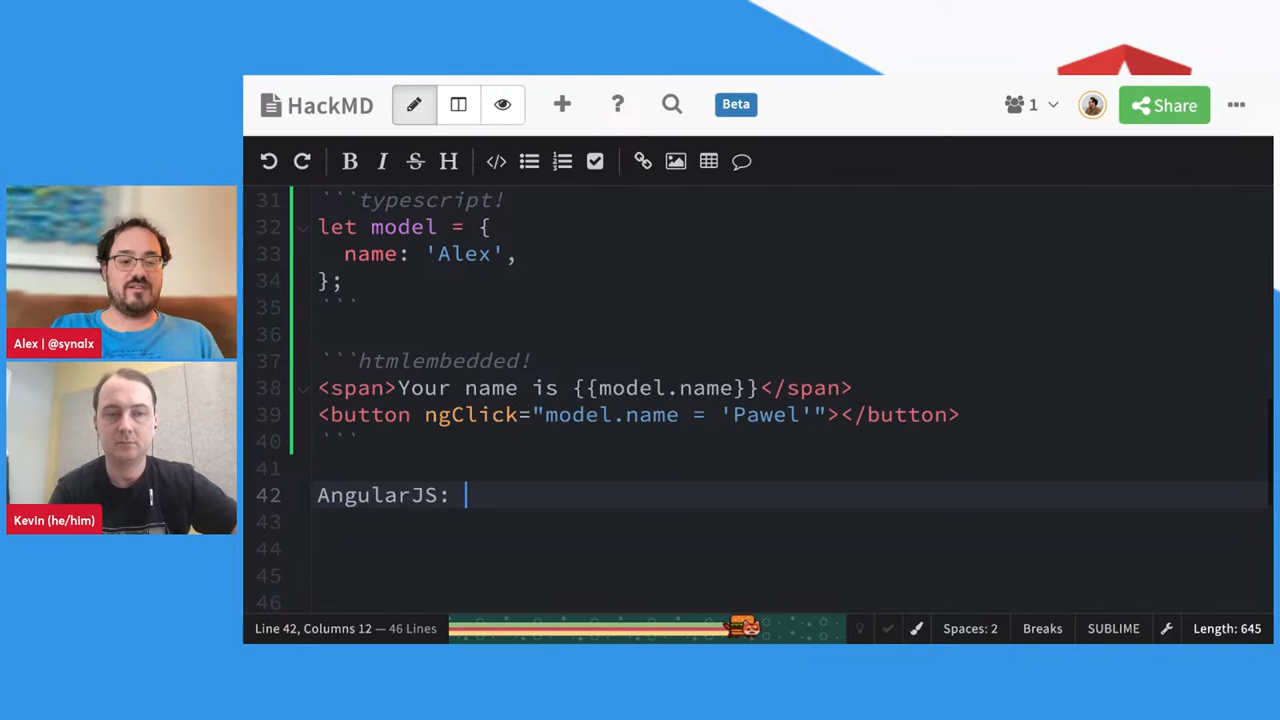 HackMD
?
Beta
1
Share
B I S H
31 ```typescript!
32 let model = {
33 name: 'Alex',
34 };
35 ```
36
37 ```htmlembedded!
38 <span>Your name is {{model.name}}</span>
39 <button ngClick="model.name = 'Pawel'"></button>
40 ```
41
42 AngularJS:
43
44
45
46
Alex | @synalx
Kevin (he/him)
Line 42, Columns 12 — 46 Lines
Spaces: 2
Breaks
SUBLIME
Length: 645